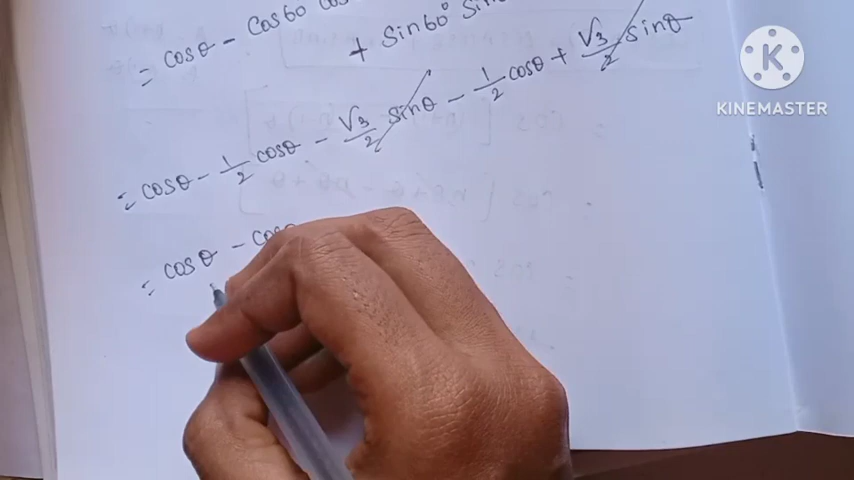 = cosθ - cos60 cos
+ sin60° sin
= cosθ - 1/2 cosθ - √3/2 sinθ - 1/2 cosθ + √3/2 sinθ
= cosθ - cosθ
KINEMASTER